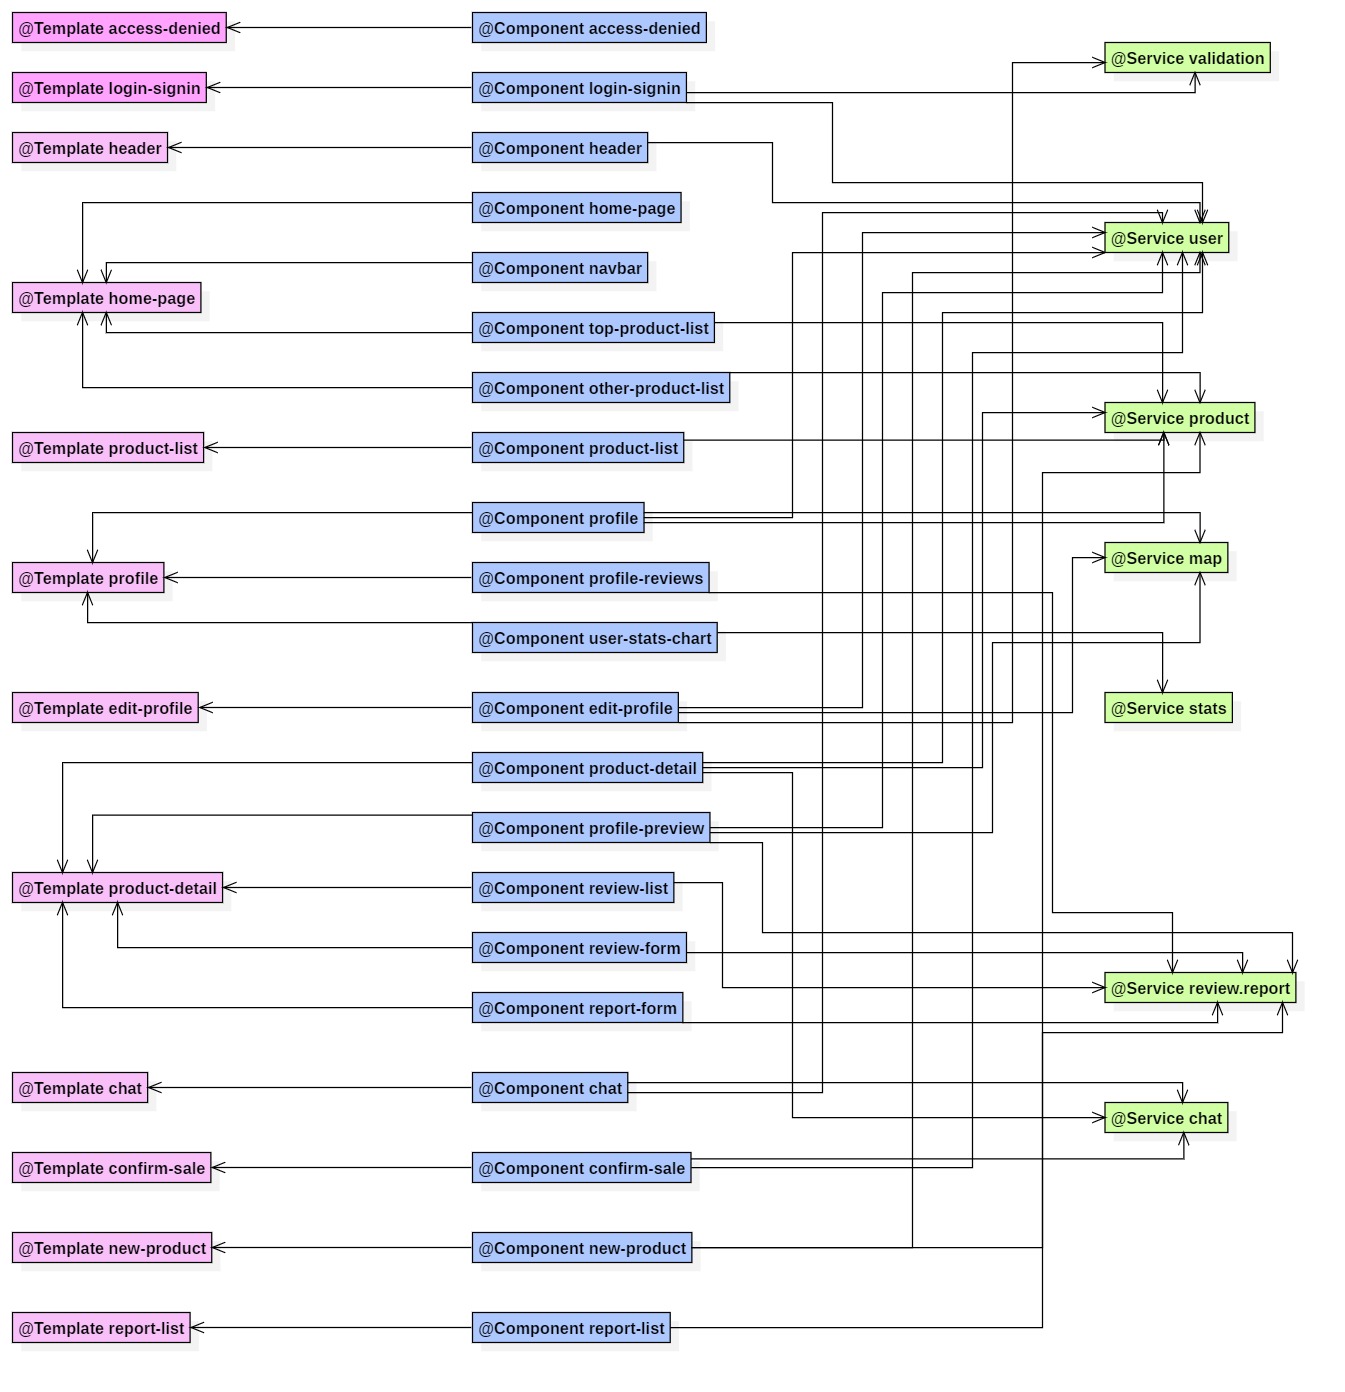 @Template access-denied
@Component access-denied
@Service validation
@Template login-signin
@Component login-signin
@Template header
@Component header
@Component home-page
@Service user
@Component navbar
@Template home-page
@Component top-product-list
@Component other-product-list
@Service product
@Template product-list
@Component product-list
@Component profile
@Service map
@Template profile
@Component profile-reviews
@Component user-stats-chart
@Template edit-profile
@Component edit-profile
@Service stats
@Component product-detail
@Component profile-preview
@Template product-detail
@Component review-list
@Component review-form
@Service review.report
@Component report-form
@Template chat
@Component chat
@Service chat
@Template confirm-sale
@Component confirm-sale
@Template new-product
@Component new-product
@Template report-list
@Component report-list